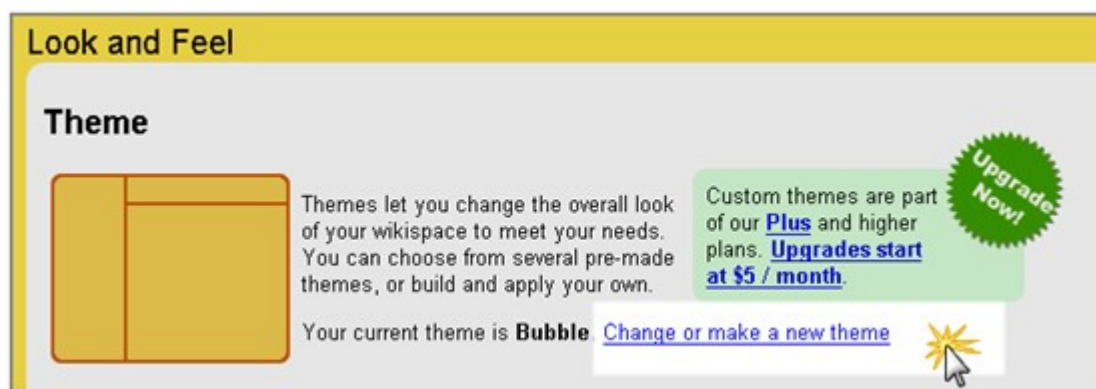 Look and Feel
Theme
Themes let you change the overall look
of your wikispace to meet your needs.
You can choose from several pre-made
themes, or build and apply your own.
Your current theme is Bubble. Change or make a new theme
Custom themes are part
of our Plus and higher
plans. Upgrades start
at $5 / month.
Upgrade
Now!